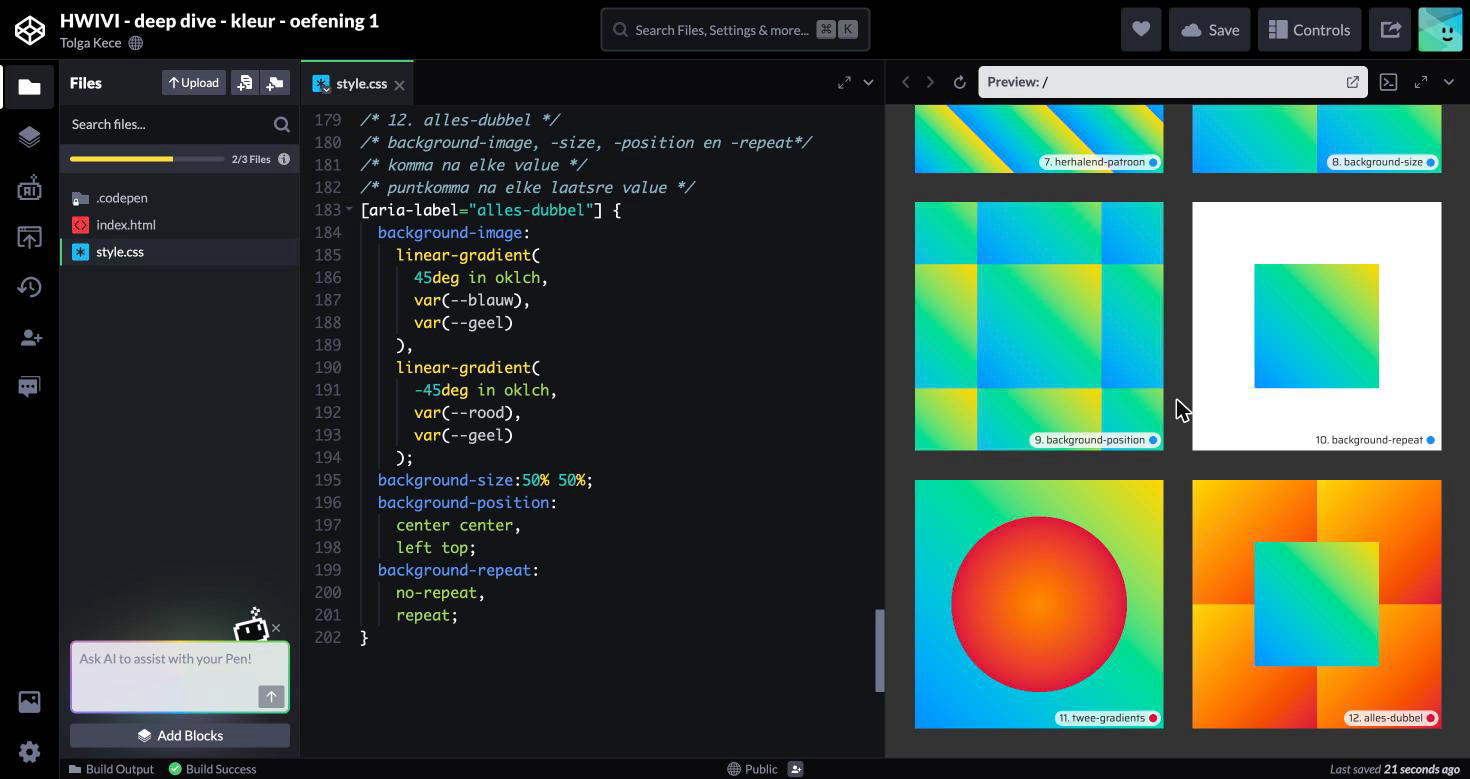 HWIVI - deep dive - kleur - oefening 1
Tolga Kece
Search Files, Settings & more... ⌘ K
Save
Controls
Files
Upload
Search files...
2/3 Files
.codepen
index.html
style.css
Ask AI to assist with your Pen!
Add Blocks
style.css
179 /* 12. alles-dubbel */
180 /* background-image, -size, -position en -repeat*/
181 /* komma na elke value */
182 /* puntkomma na elke laatsre value */
183 [aria-label="alles-dubbel"] {
184 background-image:
185 linear-gradient(
186 45deg in oklch,
187 var(--blauw),
188 var(--geel)
189 ),
190 linear-gradient(
191 -45deg in oklch,
192 var(--rood),
193 var(--geel)
194 );
195 background-size:50% 50%;
196 background-position:
197 center center,
198 left top;
199 background-repeat:
200 no-repeat,
201 repeat;
202 }
Preview: /
7. herhalend-patroon
8. background-size
9. background-position
10. background-repeat
11. twee-gradients
12. alles-dubbel
Build Output
Build Success
Public
Last saved 21 seconds ago